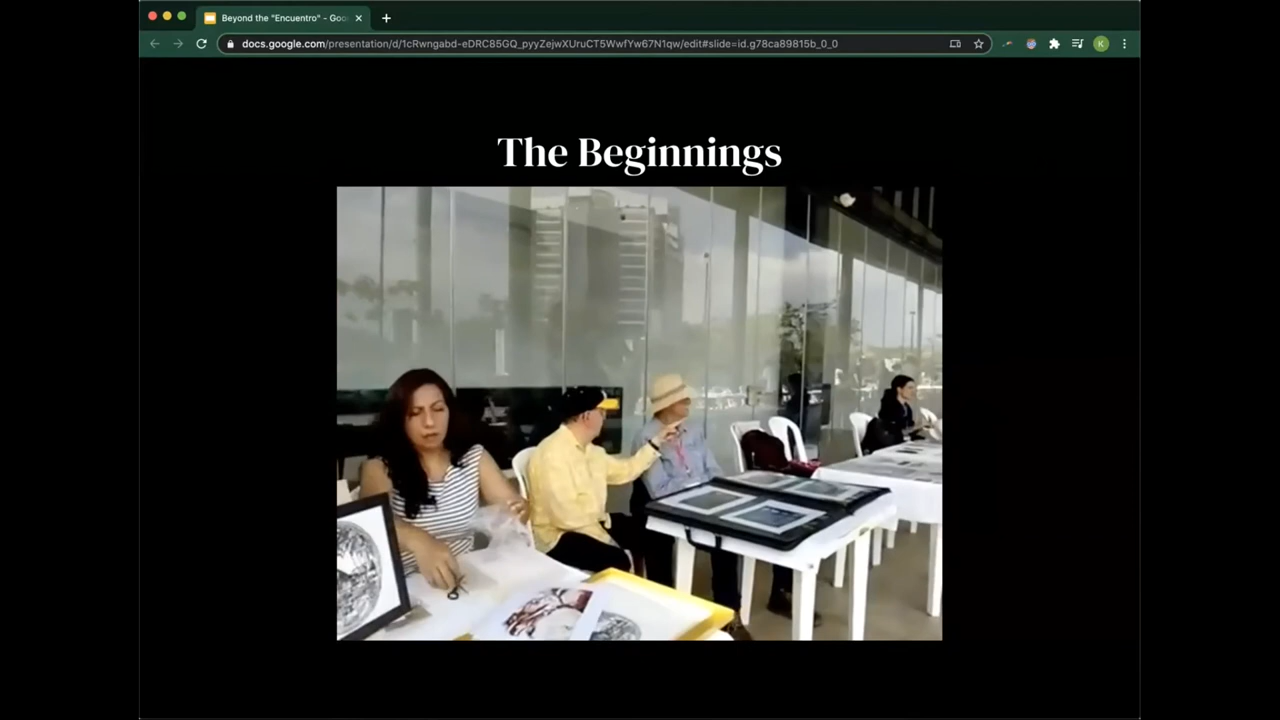 Beyond the "Encuentro" - Goo
docs.google.com/presentation/d/1cRwngabd-eDRC85GQ_pyyZejwXUruCT5WwfYw67N1qw/edit#slide=id.g78ca89815b_0_0
K
The Beginnings